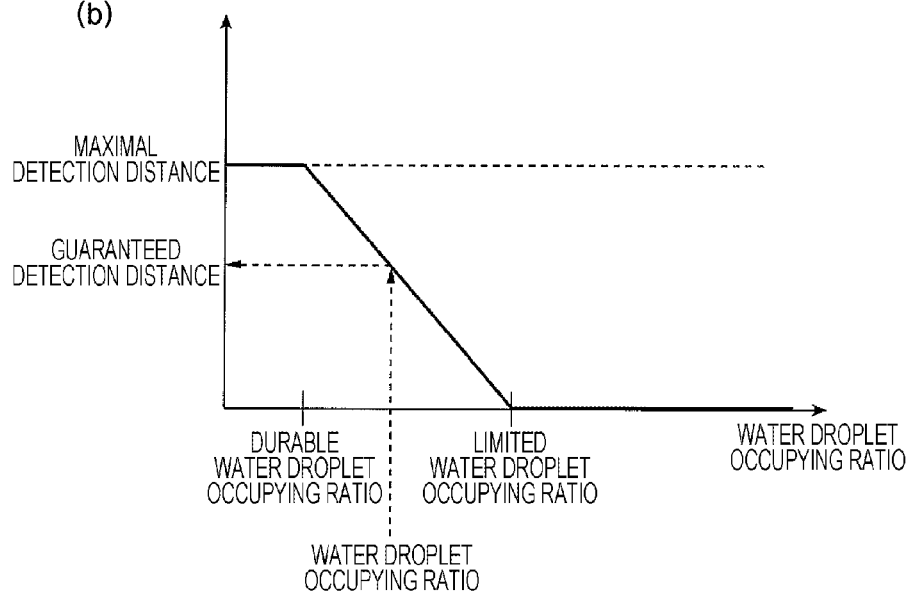 (b)
MAXIMAL
DETECTION DISTANCE
GUARANTEED
DETECTION DISTANCE
DURABLE
WATER DROPLET
OCCUPYING RATIO
LIMITED
WATER DROPLET
OCCUPYING RATIO
WATER DROPLET
OCCUPYING RATIO
WATER DROPLET
OCCUPYING RATIO